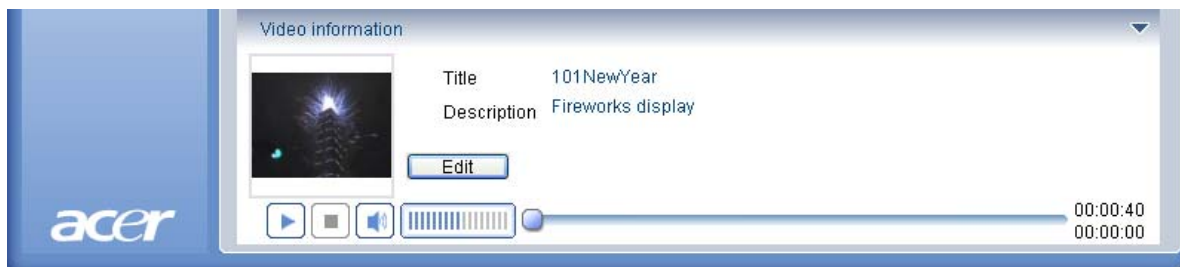 Video information
Title 101NewYear
Description Fireworks display
Edit
acer
00:00:40
00:00:00